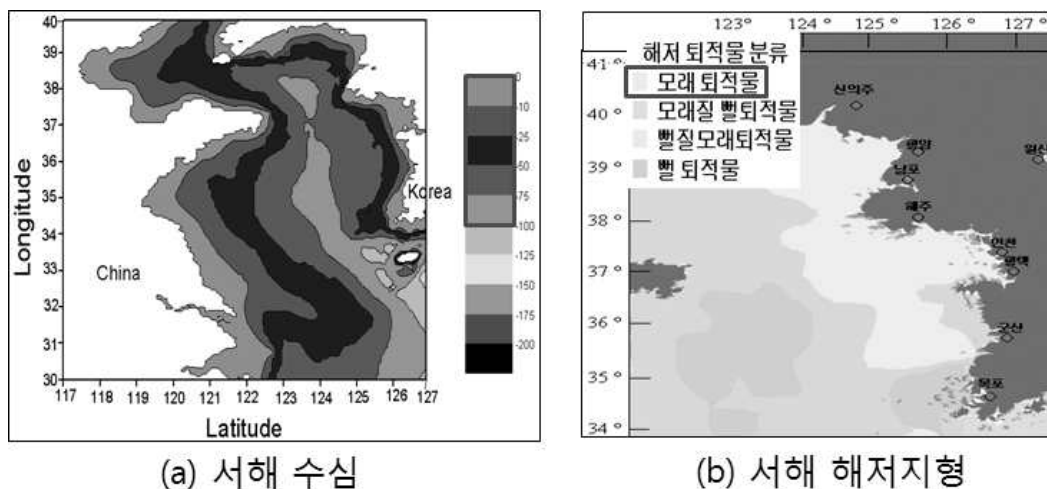 40
39
38
37
36
35
34
33
32
31
30
Longitude
117 118 119 120 121 122 123 124 125 126 127
Latitude
China
Korea
0
10
25
50
75
-100
-125
-150
-175
-200
(a) 서해 수심
123° 124° 125° 126° 127°
41°
40°
39°
38°
37°
36°
35°
34°
해저 퇴적물 분류
모래 퇴적물
모래질 뻘퇴적물
뻘질모래퇴적물
뻘 퇴적물
신의주
평양
원산
남포
해주
인천
평택
군산
목포
(b) 서해 해저지형